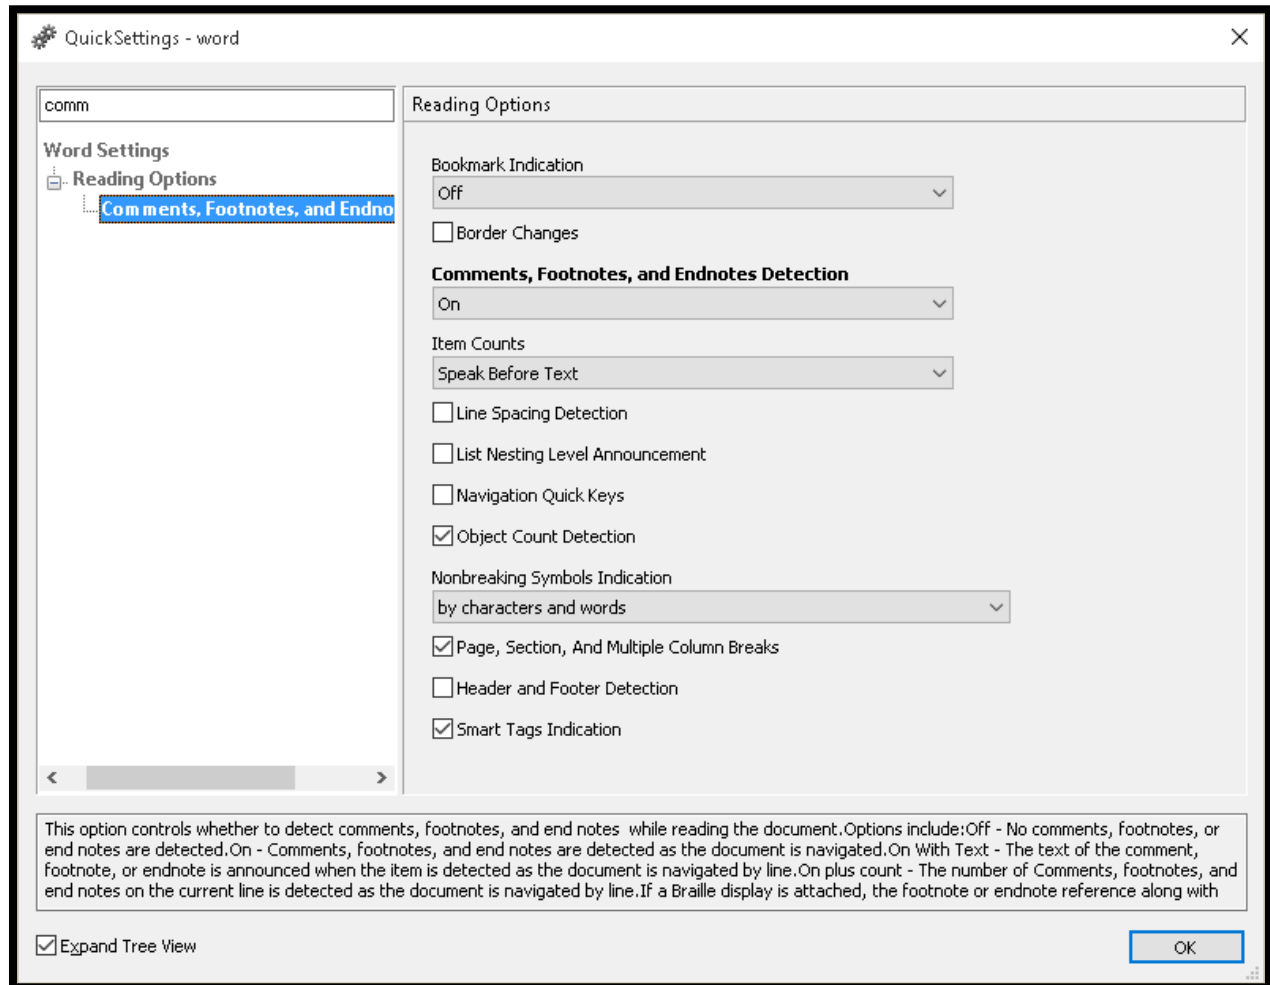 QuickSettings - word
comm
Word Settings
Reading Options
Comments, Footnotes, and Endno
Reading Options
Bookmark Indication
Off
Border Changes
Comments, Footnotes, and Endnotes Detection
On
Item Counts
Speak Before Text
Line Spacing Detection
List Nesting Level Announcement
Navigation Quick Keys
Object Count Detection
Nonbreaking Symbols Indication
by characters and words
Page, Section, And Multiple Column Breaks
Header and Footer Detection
Smart Tags Indication
This option controls whether to detect comments, footnotes, and end notes  while reading the document.Options include:Off - No comments, footnotes, or
end notes are detected.On - Comments, footnotes, and end notes are detected as the document is navigated.On With Text - The text of the comment,
footnote, or endnote is announced when the item is detected as the document is navigated by line.On plus count - The number of Comments, footnotes, and
end notes on the current line is detected as the document is navigated by line.If a Braille display is attached, the footnote or endnote reference along with
Expand Tree View
OK